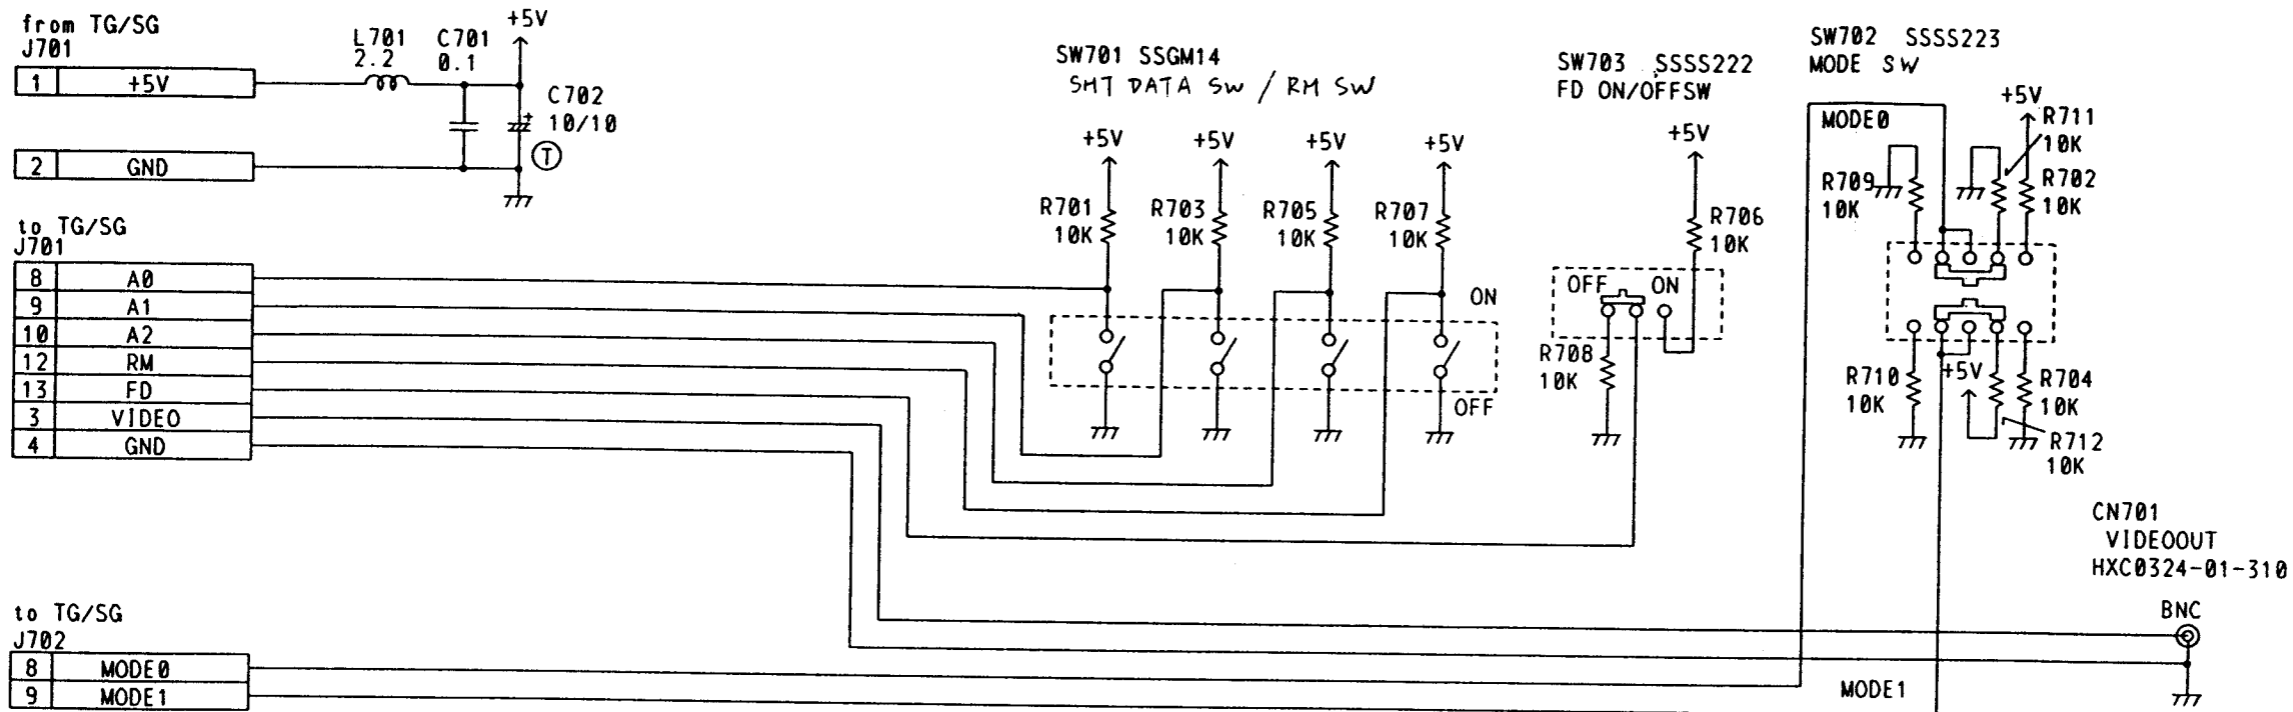 from TG/SG
J701
1 +5V
2 GND
L701
2.2
C701
0.1
+5V
C702
10/10
+
T
to TG/SG
J701
8 A0
9 A1
10 A2
12 RM
13 FD
3 VIDEO
4 GND
to TG/SG
J702
8 MODE0
9 MODE1
SW701 SSGM14
SHT DATA SW / RM SW
+5V
+5V
+5V
+5V
R701
10K
R703
10K
R705
10K
R707
10K
ON
OFF
SW703 SSSS222
FD ON/OFFSW
+5V
R706
10K
OFF
ON
R708
10K
SW702 SSSS223
MODE SW
MODE0
+5V
R711
10K
R709
10K
R702
10K
R710
10K
+5V
R704
10K
R712
10K
MODE1
CN701
VIDEOOUT
HXC0324-01-310
BNC